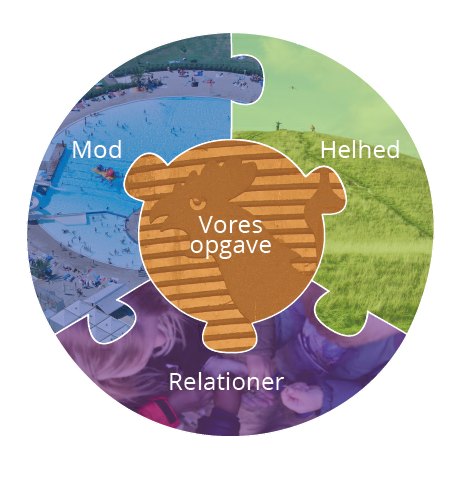 Mod
Helhed
Vores
opgave
Relationer